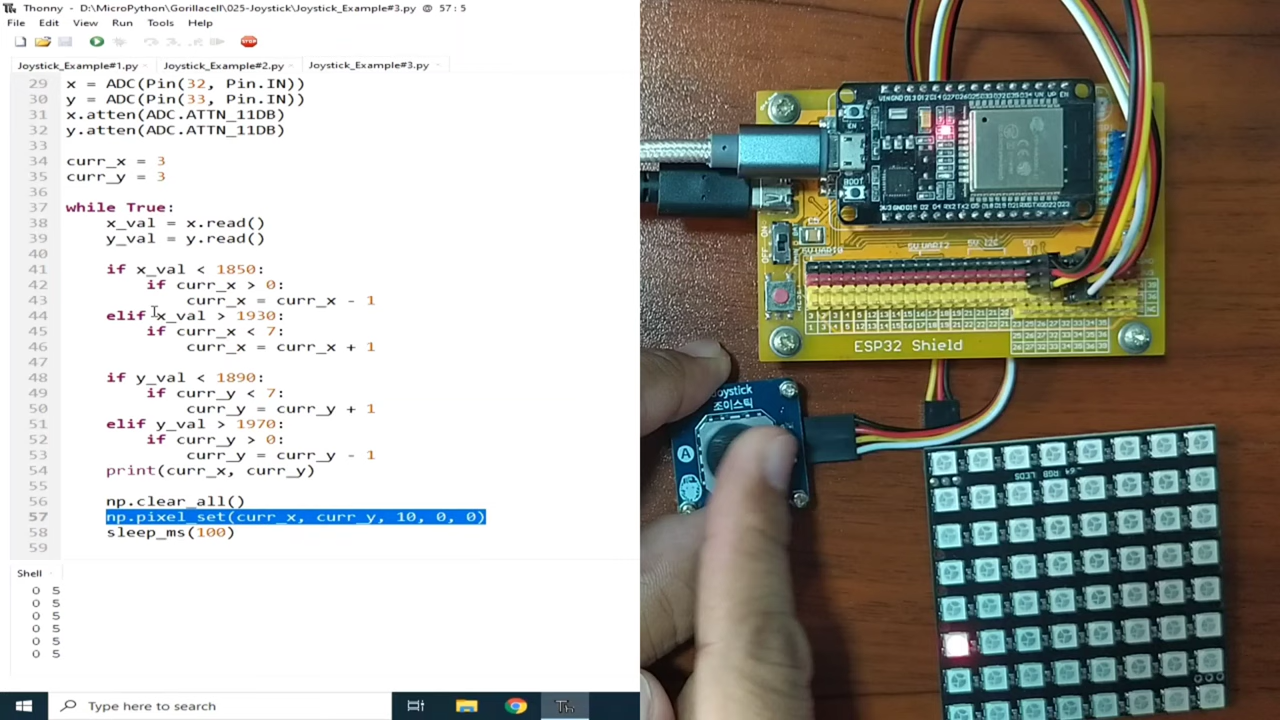 Thonny - D:\MicroPython\Gorillacell\025-Joystick\Joystick_Example#3.py @ 57 : 5
File Edit View Run Tools Help
STOP
Joystick_Example#1.py Joystick_Example#2.py Joystick_Example#3.py
29 x = ADC(Pin(32, Pin.IN))
30 y = ADC(Pin(33, Pin.IN))
31 x.atten(ADC.ATTN_11DB)
32 y.atten(ADC.ATTN_11DB)
33
34 curr_x = 3
35 curr_y = 3
36
37 while True:
38 x_val = x.read()
39 y_val = y.read()
40
41 if x_val < 1850:
42 if curr_x > 0:
43 curr_x = curr_x - 1
44 elif x_val > 1930:
45 if curr_x < 7:
46 curr_x = curr_x + 1
47
48 if y_val < 1890:
49 if curr_y < 7:
50 curr_y = curr_y + 1
51 elif y_val > 1970:
52 if curr_y > 0:
53 curr_y = curr_y - 1
54 print(curr_x, curr_y)
55
56 np.clear_all()
57 np.pixel_set(curr_x, curr_y, 10, 0, 0)
58 sleep_ms(100)
59
Shell
0 5
0 5
0 5
0 5
0 5
0 5
Type here to search
EN
BOOT
OFF ON
ESP32 Shield
Joystick
조이스틱
A
64 RGB LEDS